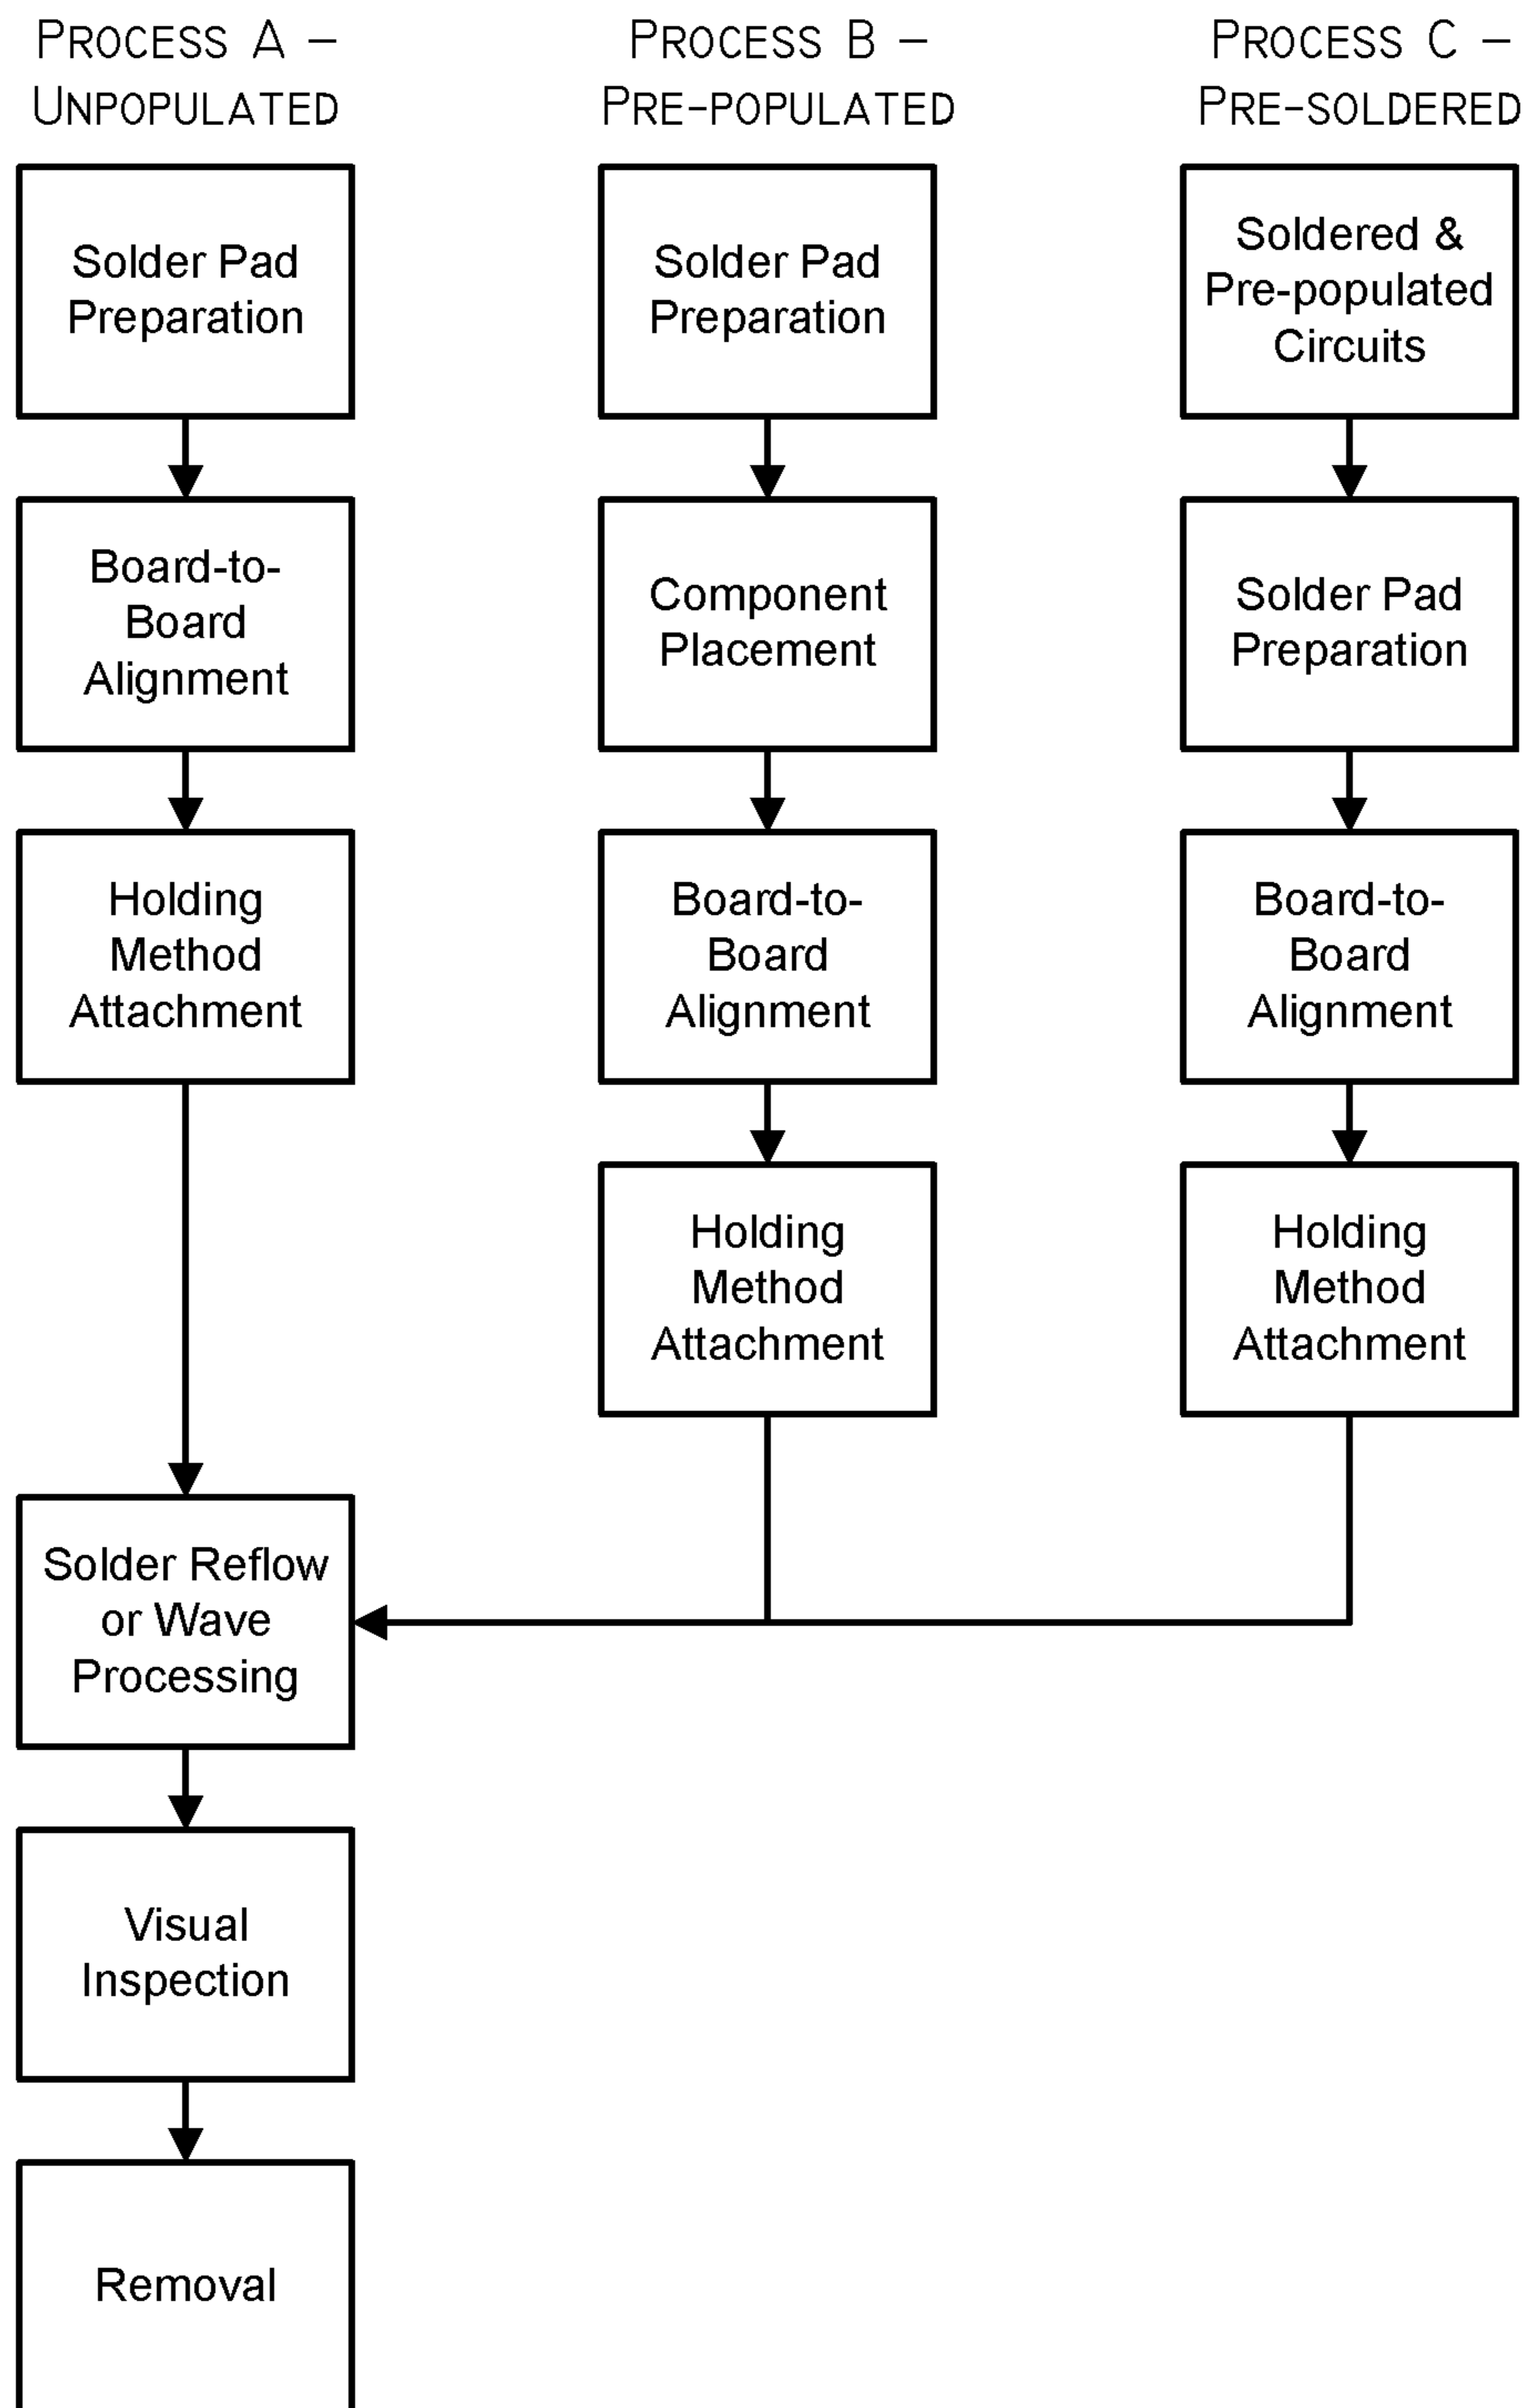 PROCESS A –
UNPOPULATED
Solder Pad
Preparation
Board-to-
Board
Alignment
Holding
Method
Attachment
Solder Reflow
or Wave
Processing
Visual
Inspection
Removal
PROCESS B –
PRE-POPULATED
Solder Pad
Preparation
Component
Placement
Board-to-
Board
Alignment
Holding
Method
Attachment
PROCESS C –
PRE-SOLDERED
Soldered &
Pre-populated
Circuits
Solder Pad
Preparation
Board-to-
Board
Alignment
Holding
Method
Attachment